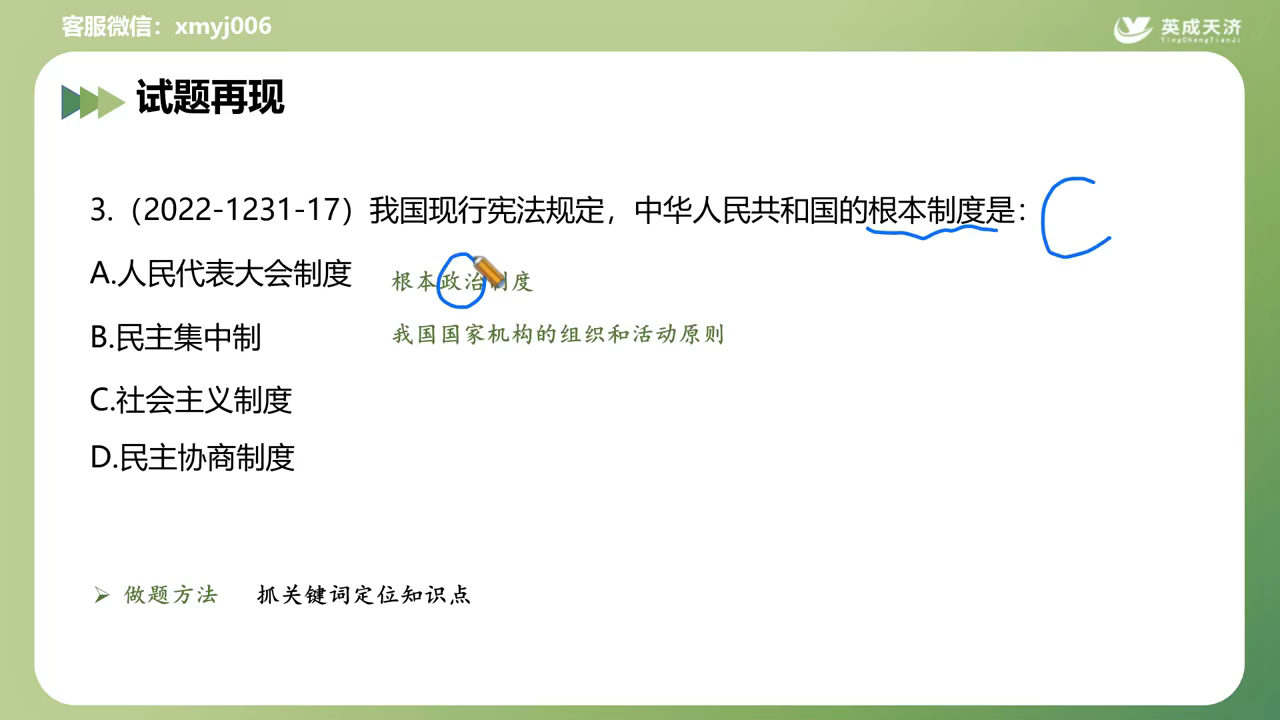 客服微信：xmyj006
英成天济
YingChengTianJi
试题再现
3.（2022-1231-17）我国现行宪法规定，中华人民共和国的根本制度是： C
A.人民代表大会制度 根本政治制度
B.民主集中制 我国国家机构的组织和活动原则
C.社会主义制度
D.民主协商制度
做题方法 抓关键词定位知识点